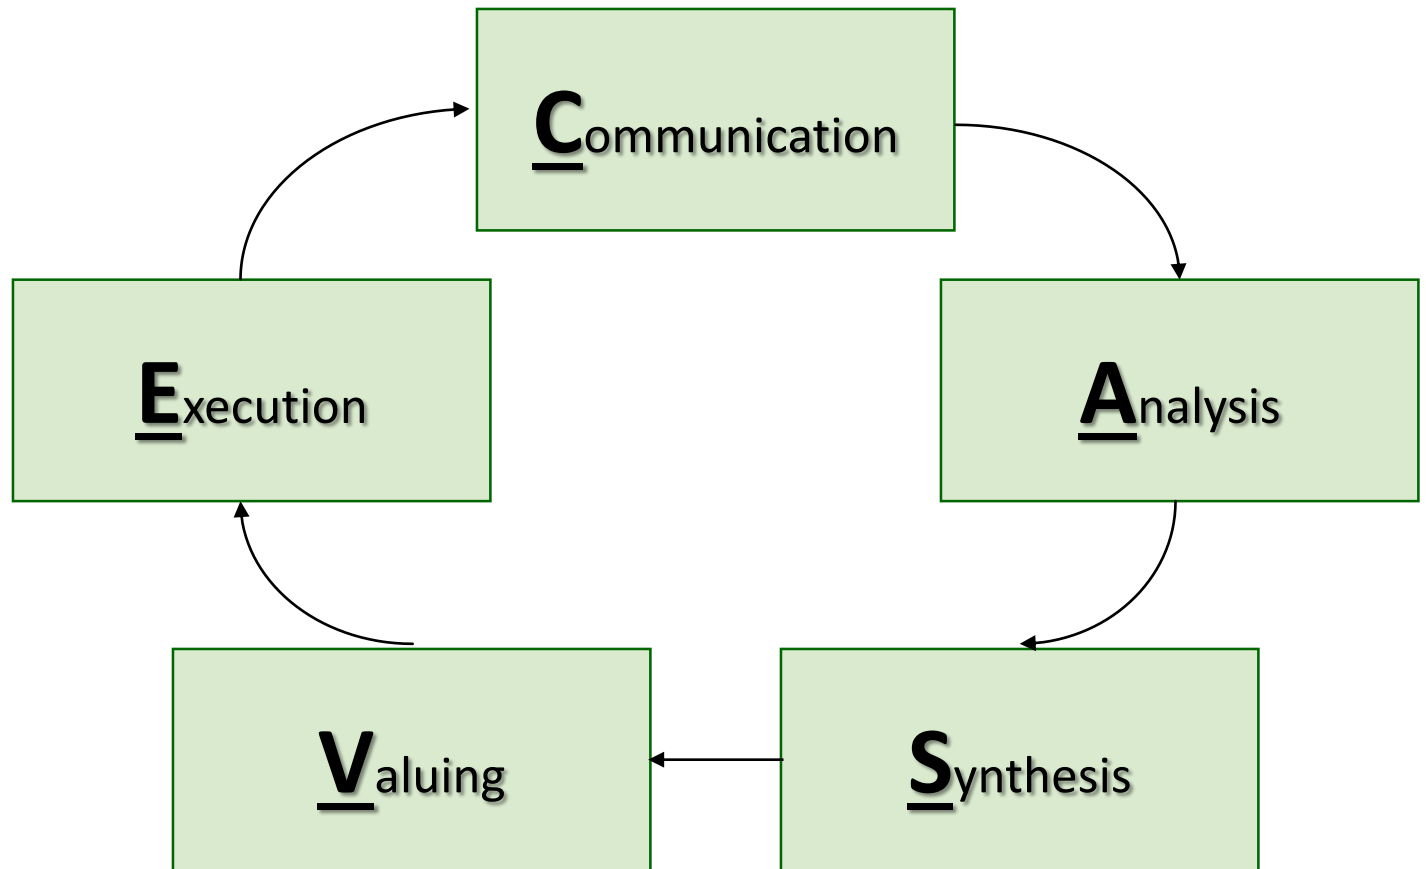 Communication
Analysis
Synthesis
Valuing
Execution